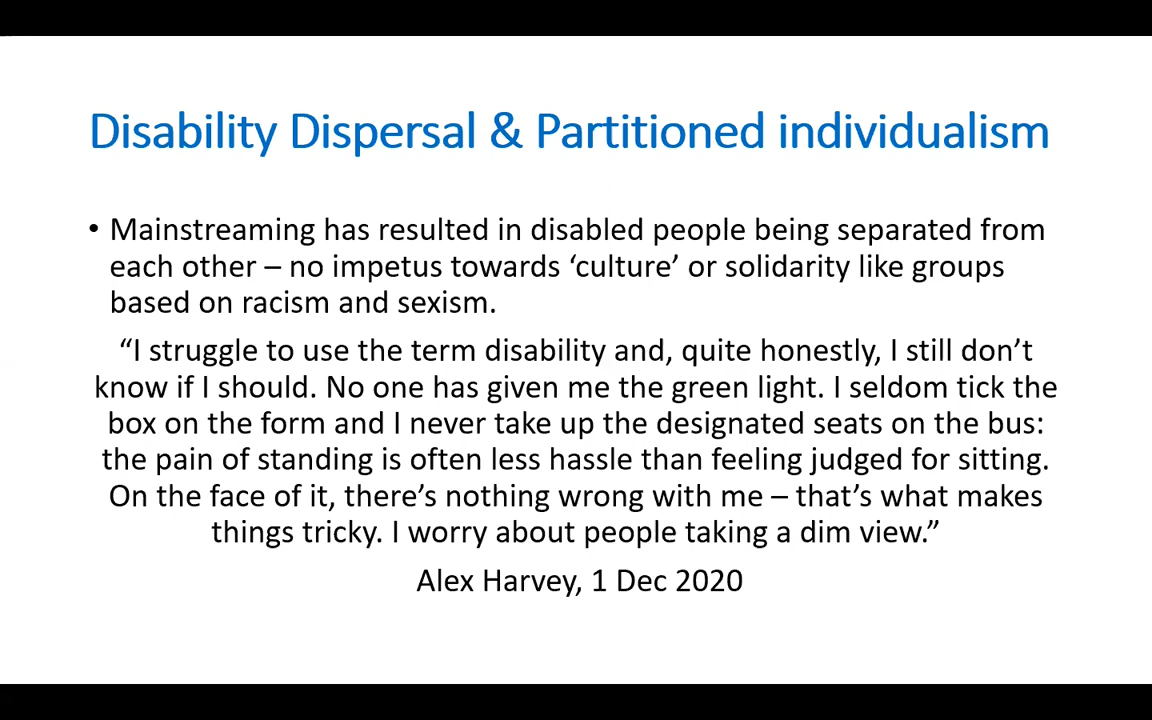 Disability Dispersal & Partitioned individualism
• Mainstreaming has resulted in disabled people being separated from
each other – no impetus towards ‘culture’ or solidarity like groups
based on racism and sexism.
“I struggle to use the term disability and, quite honestly, I still don’t
know if I should. No one has given me the green light. I seldom tick the
box on the form and I never take up the designated seats on the bus:
the pain of standing is often less hassle than feeling judged for sitting.
On the face of it, there’s nothing wrong with me – that’s what makes
things tricky. I worry about people taking a dim view.”
Alex Harvey, 1 Dec 2020